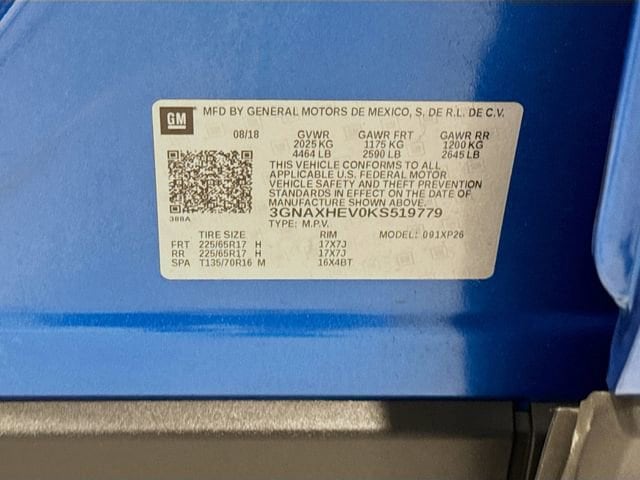 GM MFD BY GENERAL MOTORS DE MEXICO, S, DE R.L. DE C.V.
08/18 GVWR GAWR FRT GAWR RR
2025 KG 1175 KG 1200 KG
4464 LB 2590 LB 2645 LB
THIS VEHICLE CONFORMS TO ALL
APPLICABLE U.S. FEDERAL MOTOR
VEHICLE SAFETY AND THEFT PREVENTION
STANDARDS IN EFFECT ON THE DATE OF
MANUFACTURE SHOWN ABOVE.
3GNAXHEV0KS519779
388A
TYPE: M.P.V.
TIRE SIZE RIM MODEL: 091XP26
FRT 225/65R17 H 17X7J
RR 225/65R17 H 17X7J
SPA T135/70R16 M 16X4BT